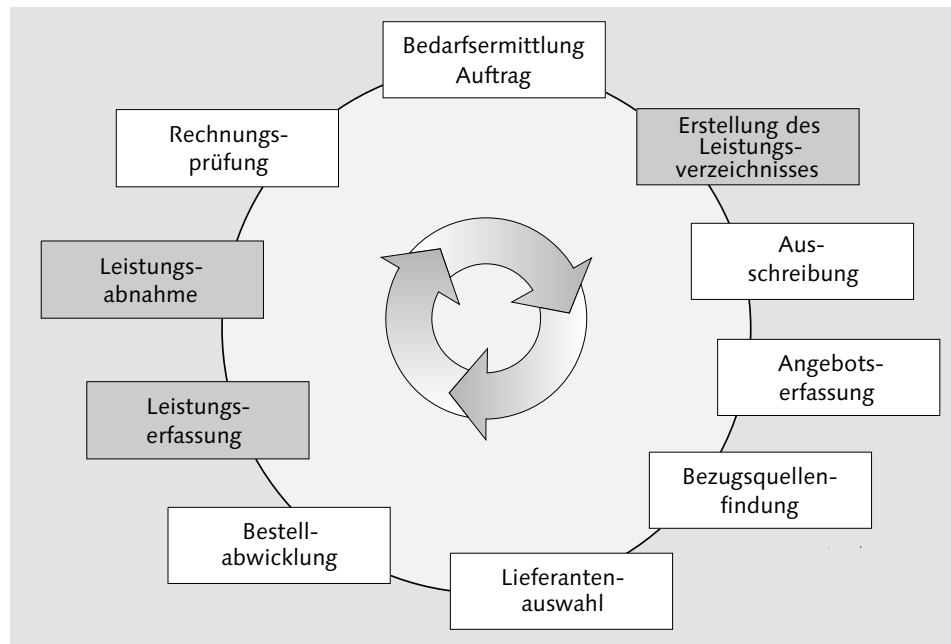 Bedarfsermittlung
Auftrag
Erstellung des
Leistungs-
verzeichnisses
Aus-
schreibung
Angebots-
erfassung
Bezugsquellen-
findung
Lieferanten-
auswahl
Bestell-
abwicklung
Leistungs-
erfassung
Leistungs-
abnahme
Rechnungs-
prüfung